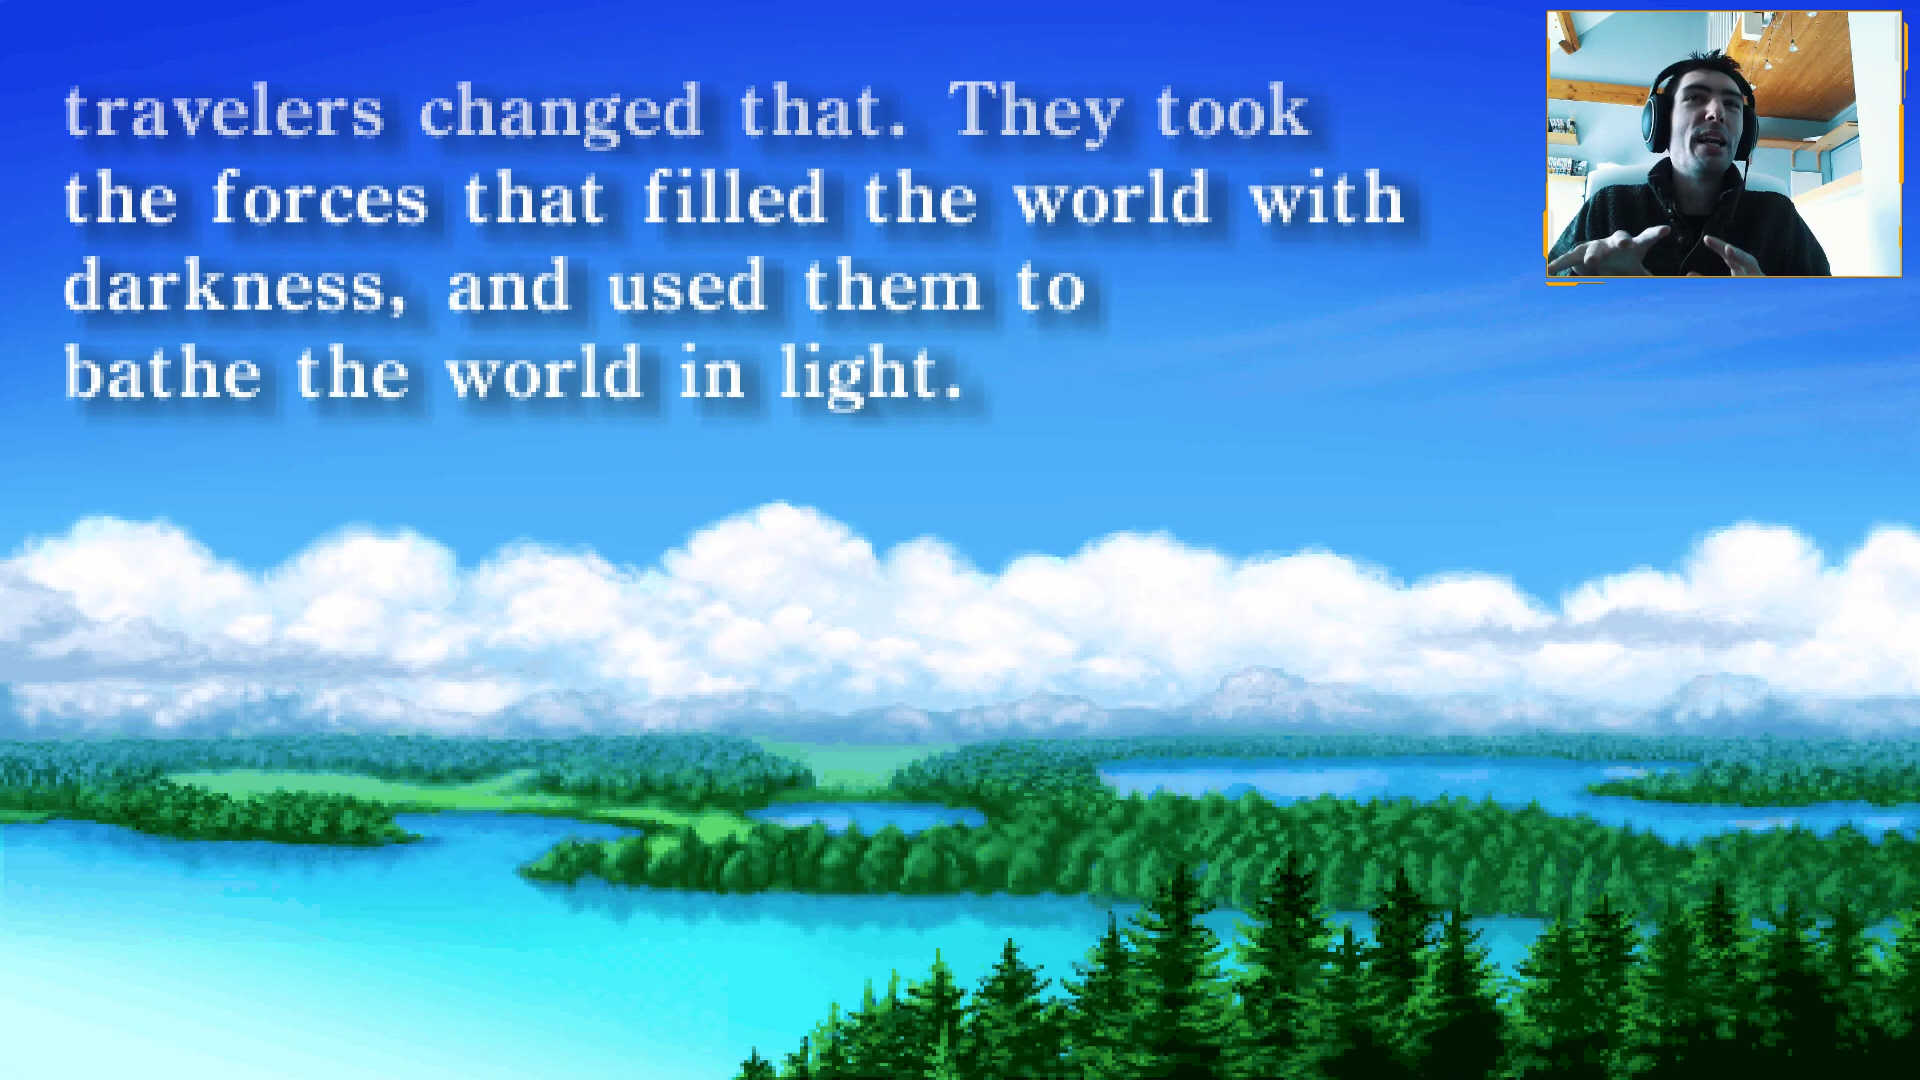 travelers changed that. They took
the forces that filled the world with
darkness, and used them to
bathe the world in light.